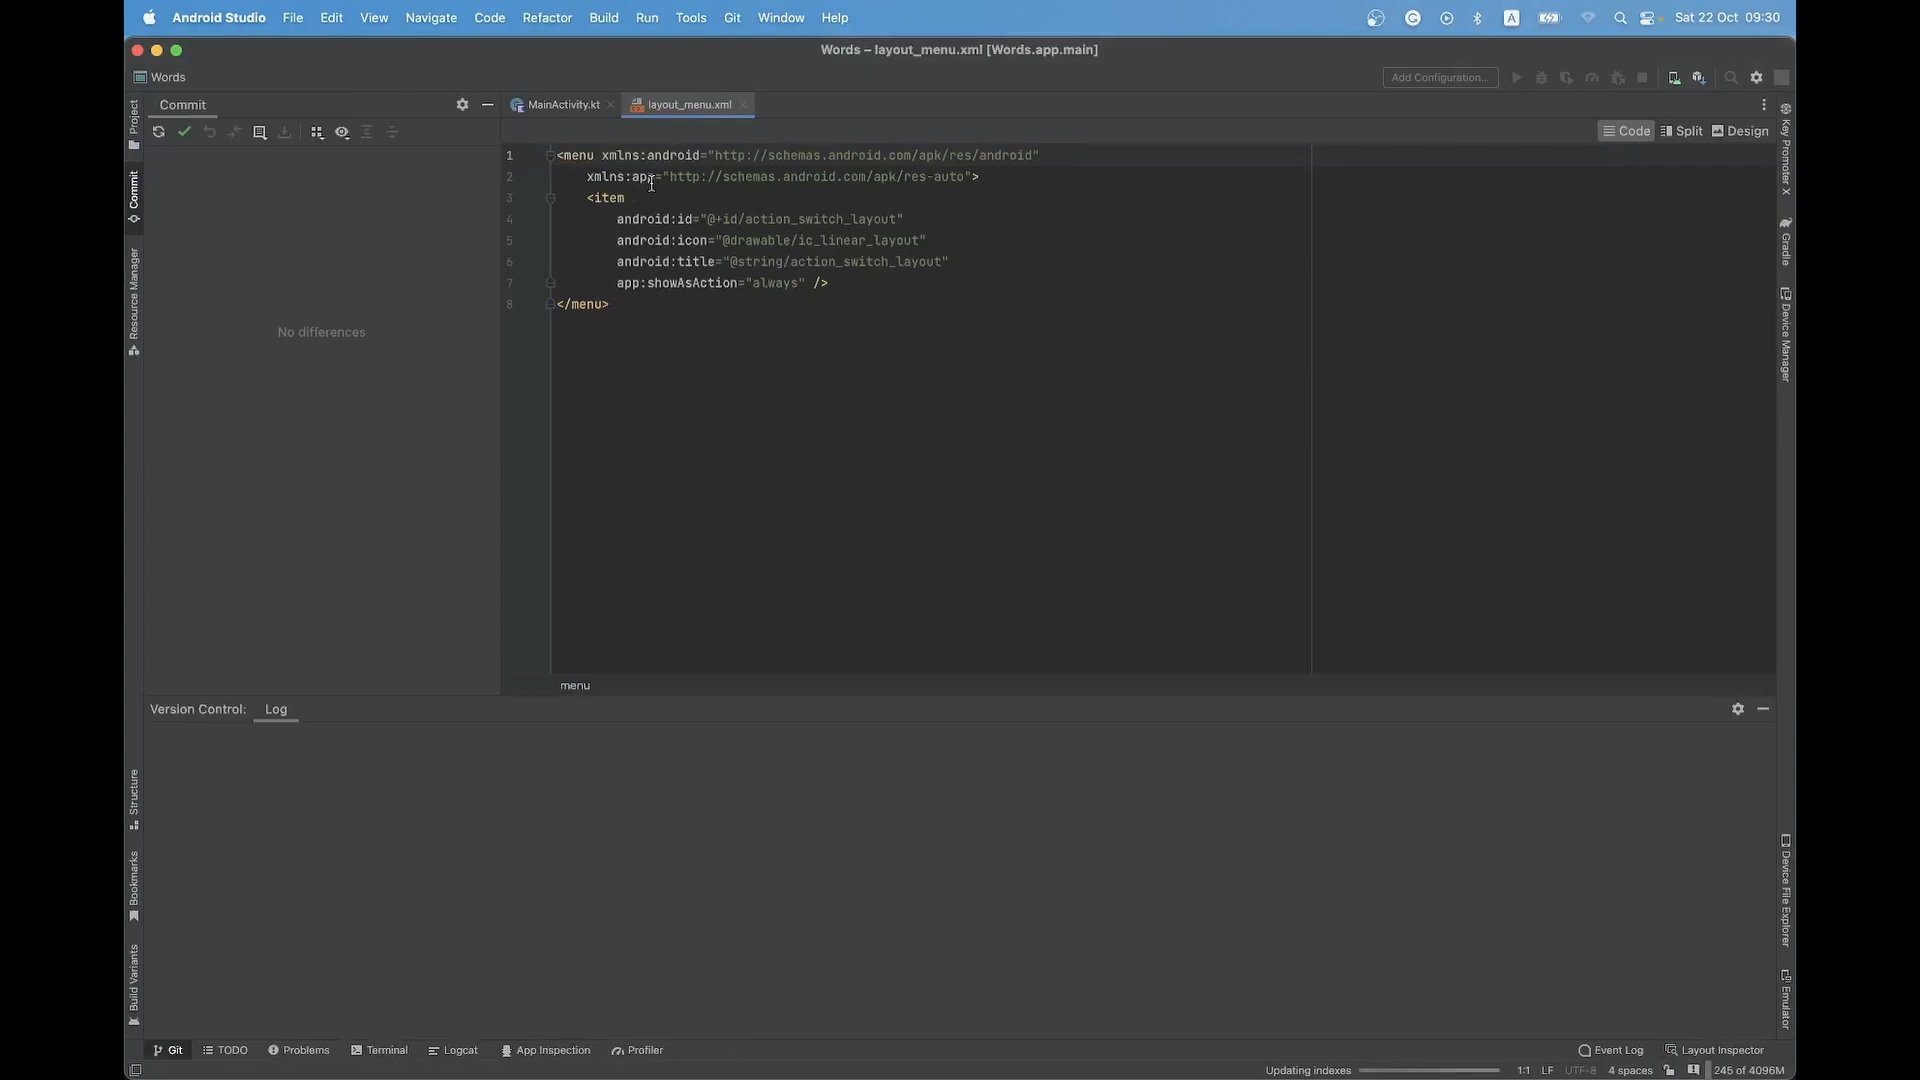 Android Studio File Edit View Navigate Code Refactor Build Run Tools Git Window Help
A
Sat 22 Oct 09:30
Words – layout_menu.xml [Words.app.main]
Words
Add Configuration...
Project
Commit
Resource Manager
Structure
Bookmarks
Build Variants
Commit
No differences
MainActivity.kt
layout_menu.xml
Code Split Design
1 <menu xmlns:android="http://schemas.android.com/apk/res/android"
2 xmlns:app="http://schemas.android.com/apk/res-auto">
3 <item
4 android:id="@+id/action_switch_layout"
5 android:icon="@drawable/ic_linear_layout"
6 android:title="@string/action_switch_layout"
7 app:showAsAction="always" />
8 </menu>
menu
Key Promoter X
Gradle
Device Manager
Device File Explorer
Emulator
Version Control: Log
Git TODO Problems Terminal Logcat App Inspection Profiler
Event Log Layout Inspector
Updating indexes
1:1 LF UTF-8 4 spaces 245 of 4096M